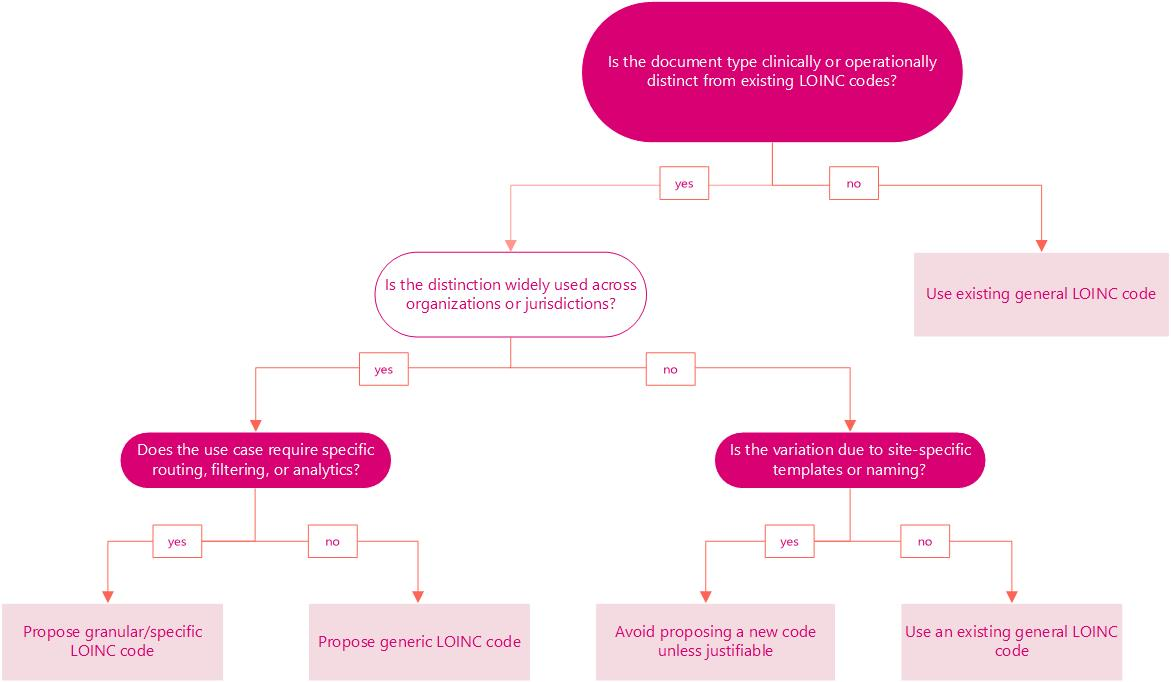 Is the document type clinically or operationally
distinct from existing LOINC codes?
yes
no
Is the distinction widely used across
organizations or jurisdictions?
Use existing general LOINC code
yes
no
Does the use case require specific
routing, filtering, or analytics?
Is the variation due to site-specific
templates or naming?
yes
no
yes
no
Propose granular/specific
LOINC code
Propose generic LOINC code
Avoid proposing a new code
unless justifiable
Use an existing general LOINC
code